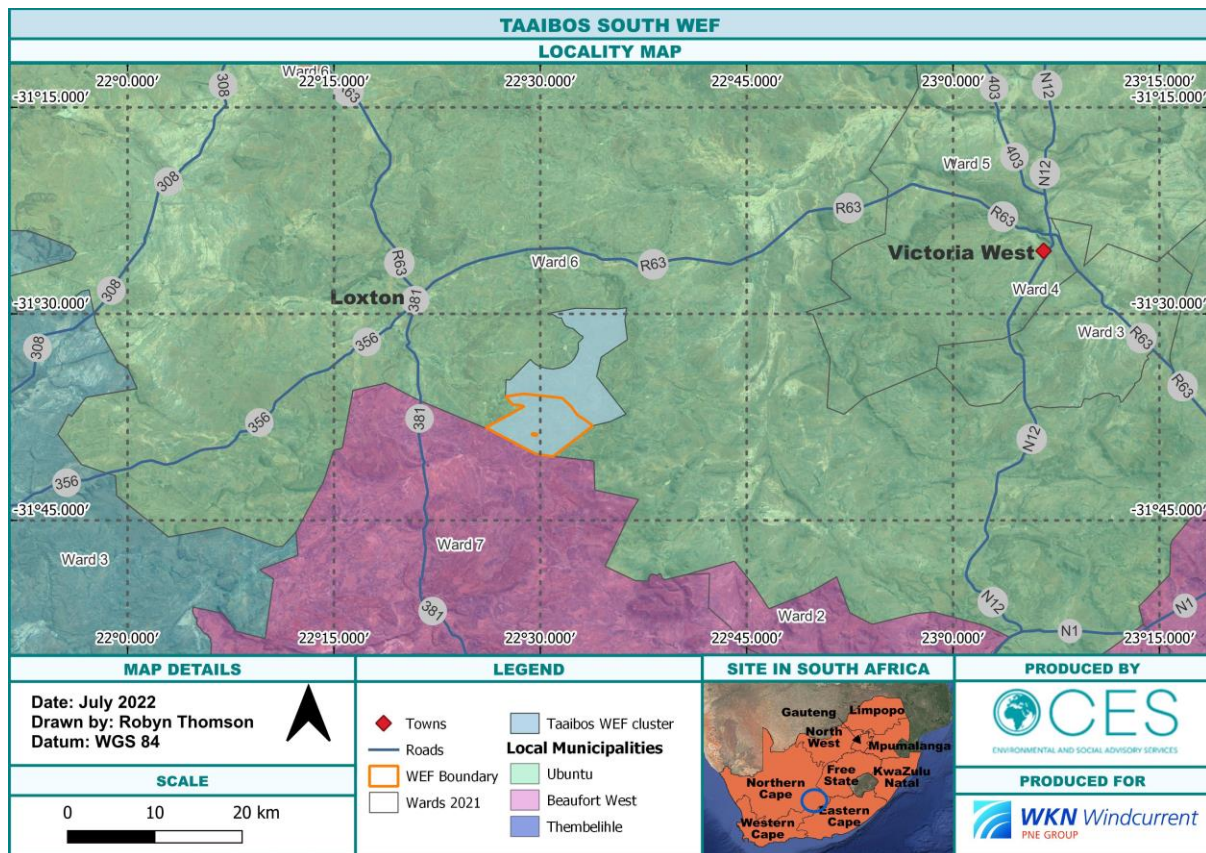 TAAIBOS SOUTH WEF
LOCALITY MAP
22°0.000′ 22°15.000′ 22°30.000′ 22°45.000′ 23°0.000′ 23°15.000′
-31°15.000′ -31°15.000′
308
Ward 6
R63
403
N12
403
N12
Ward 5
308
R63
R63
Victoria West
R63
Ward 6
R63
308
Loxton
381
Ward 4
-31°30.000′ -31°30.000′
308
356
Ward 3
R63
R63
356
381
N12
356
-31°45.000′ -31°45.000′
Ward 3
Ward 7
381
Ward 2
N12
N1
N1
22°0.000′ 22°15.000′ 22°30.000′ 22°45.000′ 23°0.000′ 23°15.000′
MAP DETAILS
Date: July 2022
Drawn by: Robyn Thomson
Datum: WGS 84
SCALE
0 10 20 km
LEGEND
Towns
Roads
WEF Boundary
Wards 2021
Taaibos WEF cluster
Local Municipalities
Ubuntu
Beaufort West
Thembelihle
SITE IN SOUTH AFRICA
Limpopo
Gauteng
North West
Mpumalanga
Free State
KwaZulu Natal
Northern Cape
Eastern Cape
Western Cape
PRODUCED BY
CES
ENVIRONMENTAL AND SOCIAL ADVISORY SERVICES
PRODUCED FOR
WKN Windcurrent
PNE GROUP